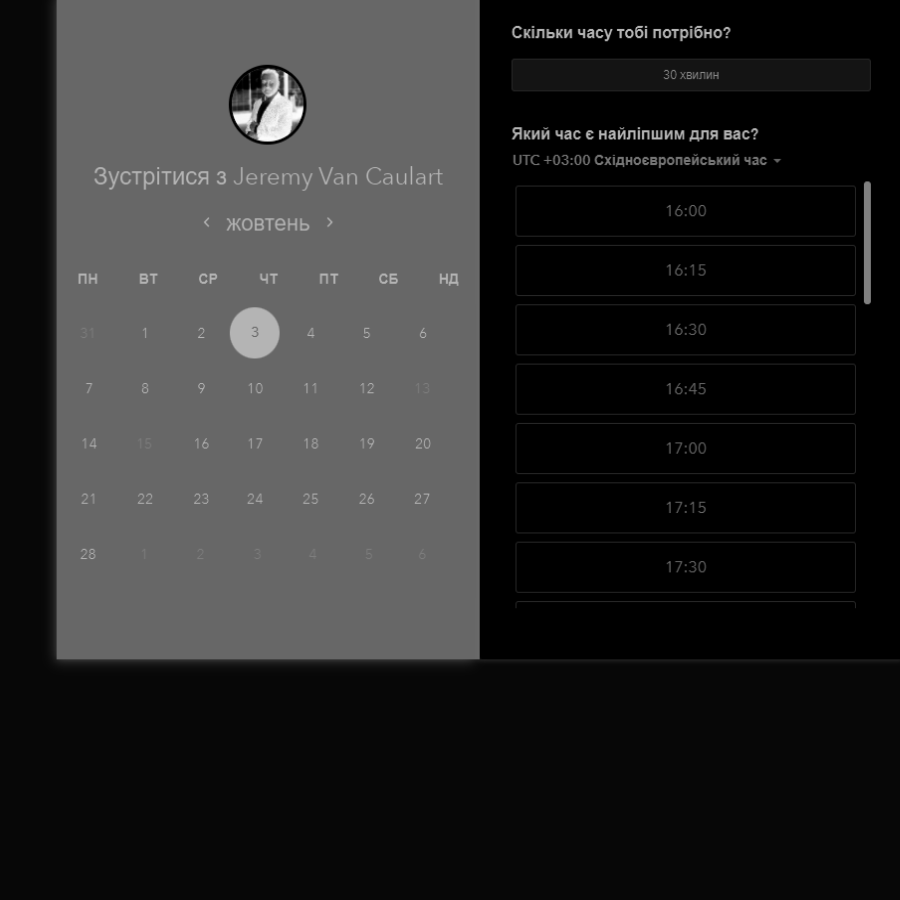 Зустрітися з Jeremy Van Caulart
жовтень
ПН ВТ СР ЧТ ПТ СБ НД
31 1 2 3 4 5 6
7 8 9 10 11 12 13
14 15 16 17 18 19 20
21 22 23 24 25 26 27
28 1 2 3 4 5 6
Скільки часу тобі потрібно?
30 хвилин
Який час є найліпшим для вас?
UTC +03:00 Східноєвропейський час
16:00
16:15
16:30
16:45
17:00
17:15
17:30